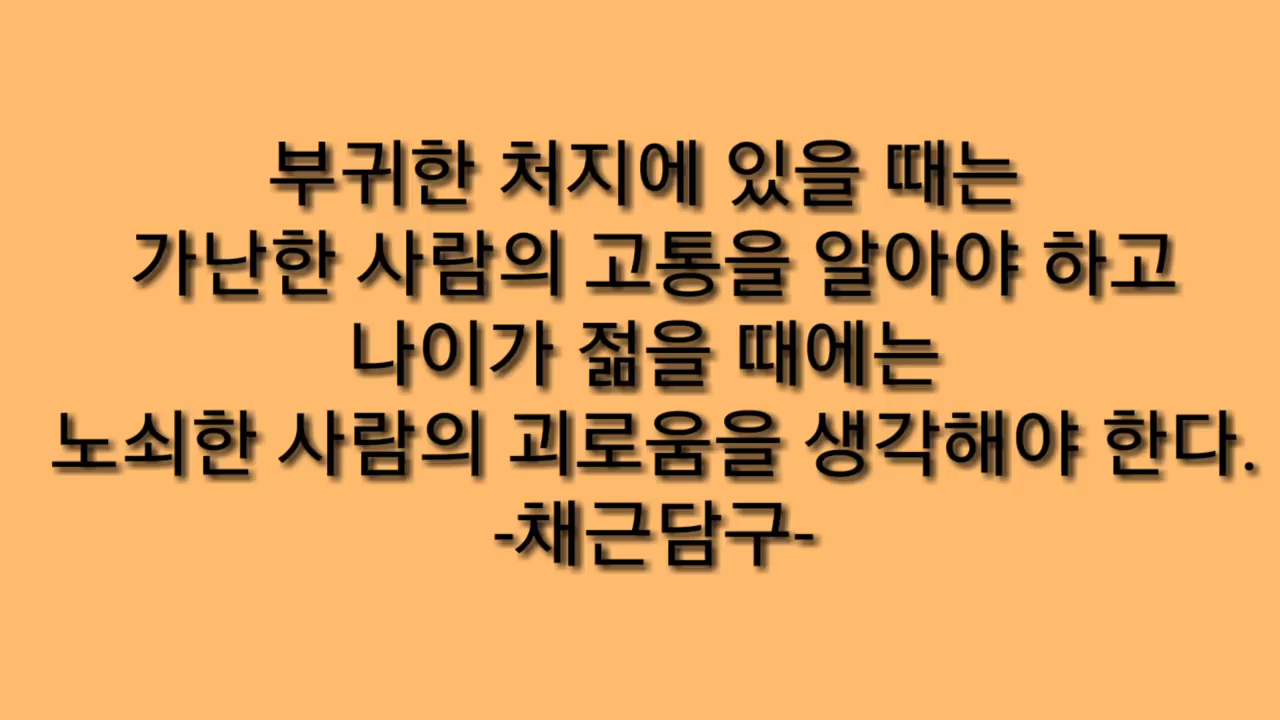 부귀한 처지에 있을 때는
가난한 사람의 고통을 알아야 하고
나이가 젊을 때에는
노쇠한 사람의 괴로움을 생각해야 한다.
-채근담구-